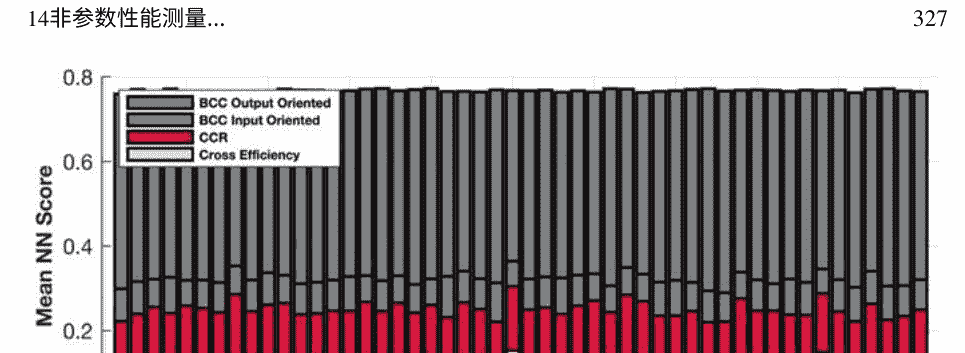 14非参数性能测量... 327
0.8
BCC Output Oriented
BCC Input Oriented
CCR
Cross Efficiency
0.6
Mean NN Score
0.4
0.2